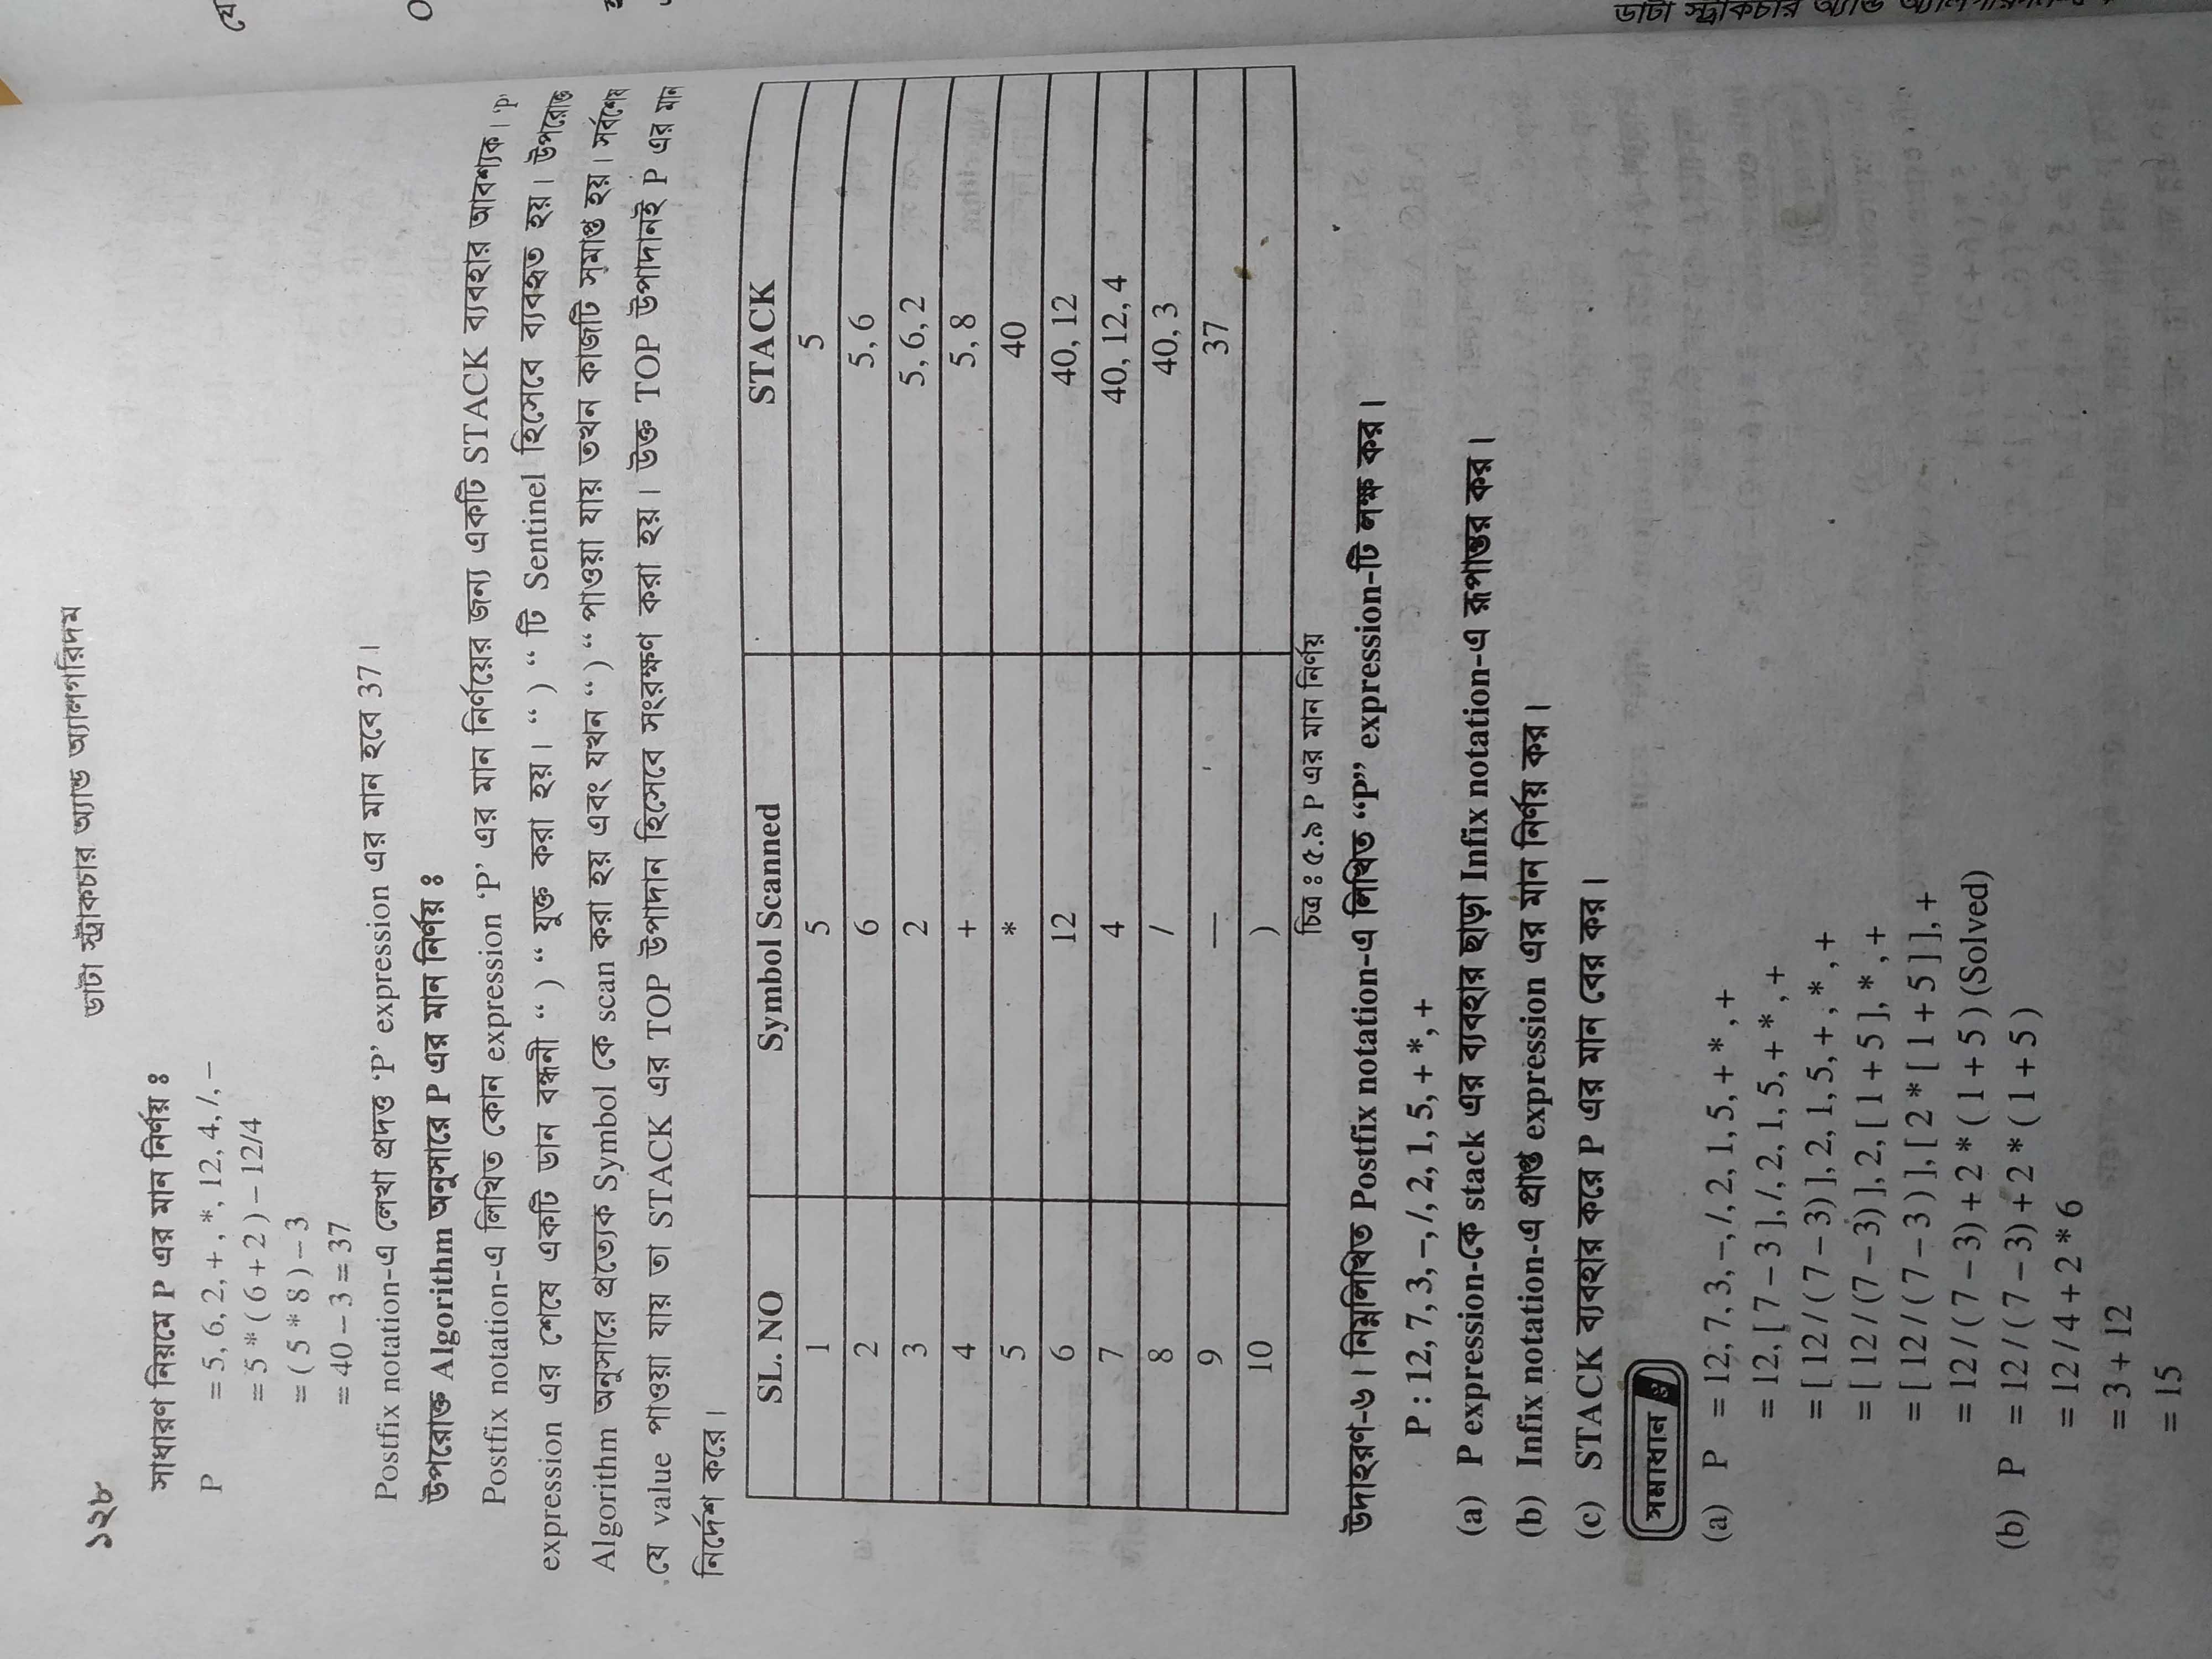 ১২৮
ডাটা স্ট্রাকচার অ্যান্ড অ্যালগরিদম
সাধারণ নিয়মে P এর মান নির্ণয় ঃ
P = 5, 6, 2, + , *, 12, 4, /, –
= 5 * ( 6 + 2 ) – 12/4
= ( 5 * 8 ) – 3
= 40 – 3 = 37
Postfix notation-এ লেখা প্রদত্ত ‘P’ expression এর মান হবে 37 ।
উপরোক্ত Algorithm অনুসারে P এর মান নির্ণয় ঃ
Postfix notation-এ লিখিত কোন expression ‘P’ এর মান নির্ণয়ের জন্য একটি STACK ব্যবহার আবশ্যক। ‘P’
expression এর শেষে একটি ডান বন্ধনী “ ) “ যুক্ত করা হয়। “ ) “ টি Sentinel হিসেবে ব্যবহৃত হয়। উপরোক্ত
Algorithm অনুসারে প্রত্যেক Symbol কে scan করা হয় এবং যখন “ ) “ পাওয়া যায় তখন কাজটি সমাপ্ত হয়। সর্বশেষ
যে value পাওয়া যায় তা STACK এর TOP উপাদান হিসেবে সংরক্ষণ করা হয়। উক্ত TOP উপাদানই P এর মান
নির্দেশ করে।
SL. NO Symbol Scanned STACK
1 5 5
2 6 5, 6
3 2 5, 6, 2
4 + 5, 8
5 * 40
6 12 40, 12
7 4 40, 12, 4
8 / 40, 3
9 — 37
10 )
চিত্র ঃ ৫.৯ P এর মান নির্ণয়
উদাহরণ-৬। নিম্নলিখিত Postfix notation-এ লিখিত “P” expression-টি লক্ষ কর।
P : 12, 7, 3, –, /, 2, 1, 5, + *, +
(a) P expression-কে stack এর ব্যবহার ছাড়া Infix notation-এ রূপান্তর কর।
(b) Infix notation-এ প্রাপ্ত expression এর মান নির্ণয় কর।
(c) STACK ব্যবহার করে P এর মান বের কর।
সমাধান ঃ
(a) P = 12, 7, 3, –, /, 2, 1, 5, + *, +
= 12, [ 7 – 3 ], /, 2, 1, 5, + *, +
= [ 12 / ( 7 – 3) ], 2, 1, 5, + , * , +
= [ 12 / (7 – 3) ], 2, [ 1 + 5 ], * , +
= [ 12 / ( 7 – 3 ) ], [ 2 * [ 1 + 5 ] ], +
= 12 / (7 – 3) + 2 * ( 1 + 5 ) (Solved)
(b) P = 12 / ( 7 – 3) + 2 * ( 1 + 5 )
= 12 / 4 + 2 * 6
= 3 + 12
= 15